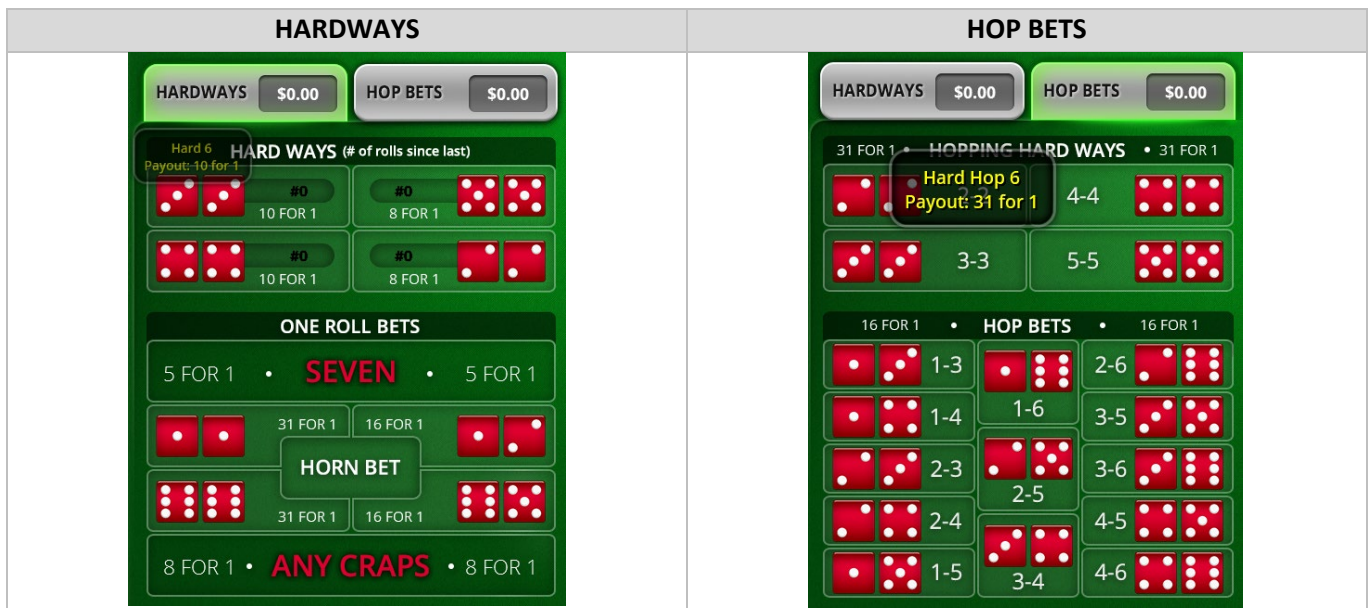 HARDWAYS
HARDWAYS $0.00 HOP BETS $0.00
Hard 6
Payout: 10 for 1
HARD WAYS (# of rolls since last)
#0 #0
10 FOR 1 8 FOR 1
#0 #0
10 FOR 1 8 FOR 1
ONE ROLL BETS
5 FOR 1 • SEVEN • 5 FOR 1
31 FOR 1 16 FOR 1
HORN BET
31 FOR 1 16 FOR 1
8 FOR 1 • ANY CRAPS • 8 FOR 1
HOP BETS
HARDWAYS $0.00 HOP BETS $0.00
31 FOR 1 • HOPPING HARD WAYS • 31 FOR 1
Hard Hop 6
Payout: 31 for 1
2-2 4-4
3-3 5-5
16 FOR 1 • HOP BETS • 16 FOR 1
1-3 2-6
1-6
1-4 3-5
2-3 3-6
2-5
2-4 4-5
1-5 4-6
3-4